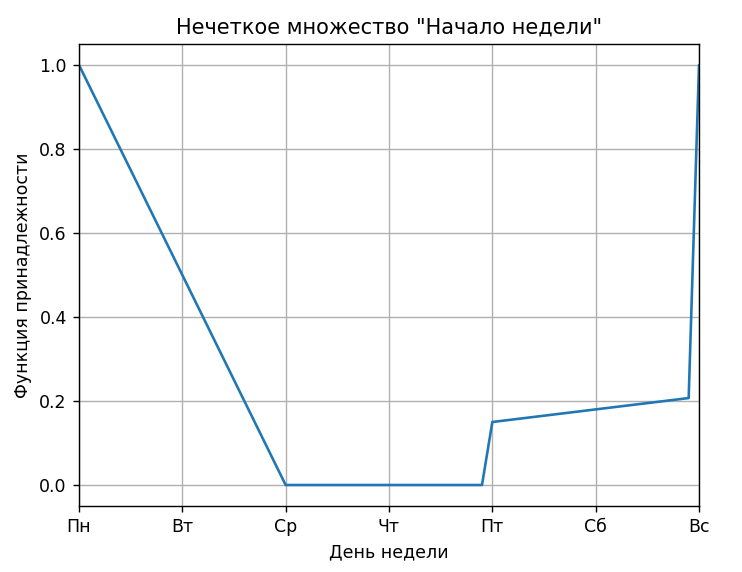 Нечеткое множество "Начало недели"
Функция принадлежности
1.0
0.8
0.6
0.4
0.2
0.0
Пн Вт Ср Чт Пт Сб Вс
День недели